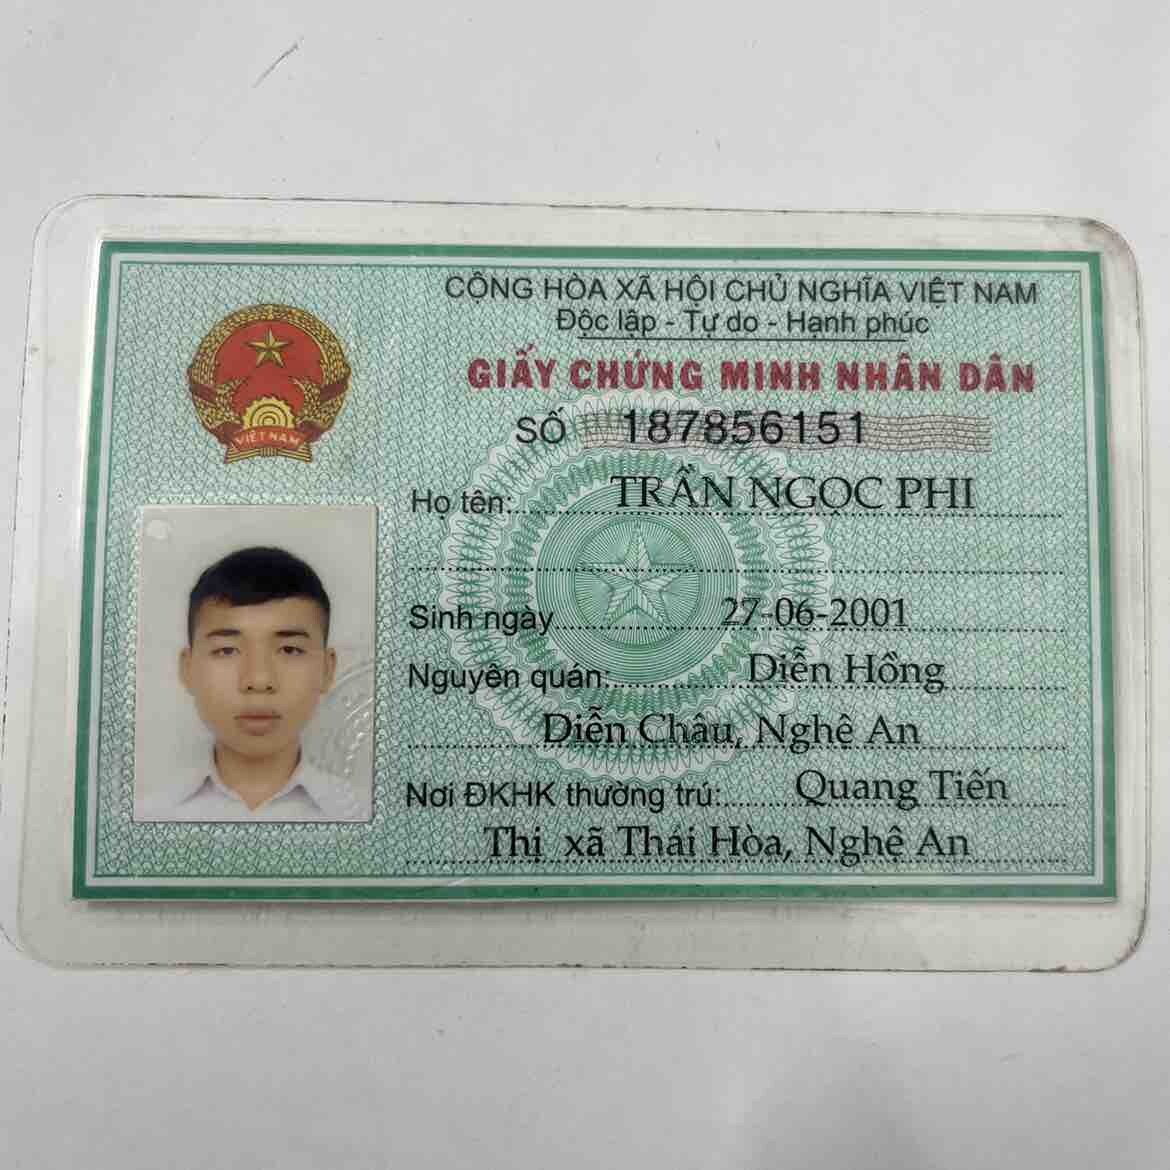 CỘNG HÒA XÃ HỘI CHỦ NGHĨA VIỆT NAM
Độc lập - Tự do - Hạnh phúc
GIẤY CHỨNG MINH NHÂN DÂN
SỐ 187856151
VIỆT NAM
Họ tên: TRẦN NGỌC PHI
Sinh ngày 27-06-2001
Nguyên quán: Diễn Hồng
Diễn Châu, Nghệ An
Nơi ĐKHK thường trú: Quang Tiến
Thị xã Thái Hòa, Nghệ An